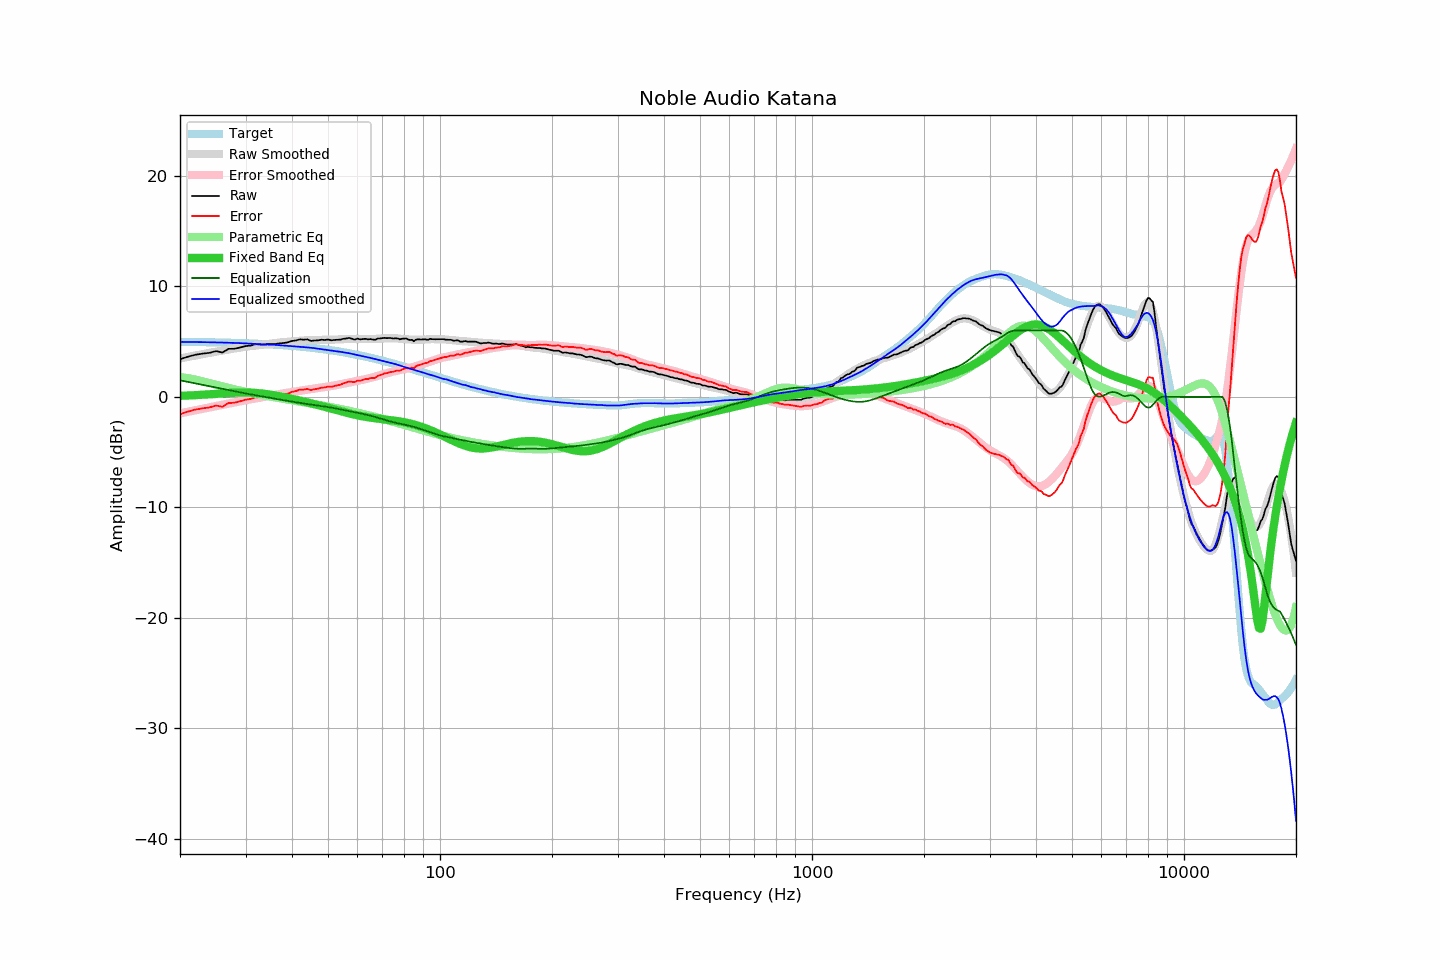 Noble Audio Katana
Target
Raw Smoothed
Error Smoothed
Raw
Error
Parametric Eq
Fixed Band Eq
Equalization
Equalized smoothed
20
10
0
−10
−20
−30
−40
Amplitude (dBr)
100
1000
10000
Frequency (Hz)